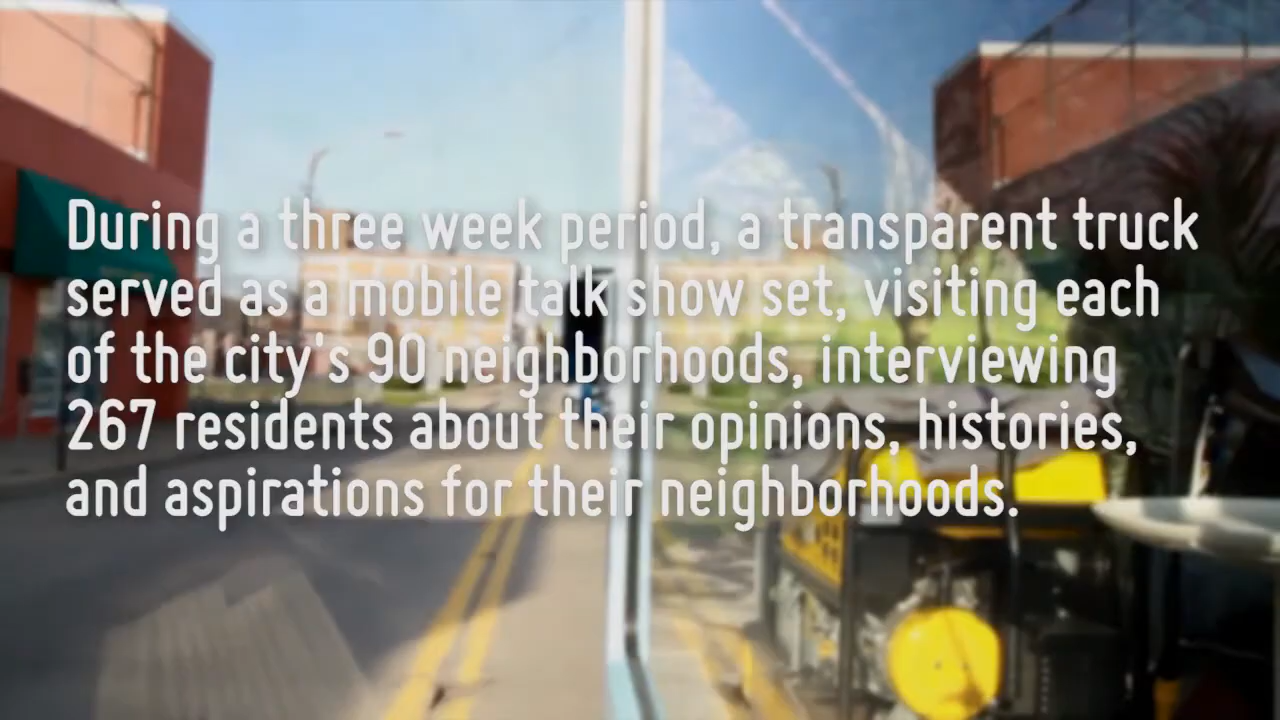 During a three week period, a transparent truck
served as a mobile talk show set, visiting each
of the city's 90 neighborhoods, interviewing
267 residents about their opinions, histories,
and aspirations for their neighborhoods.